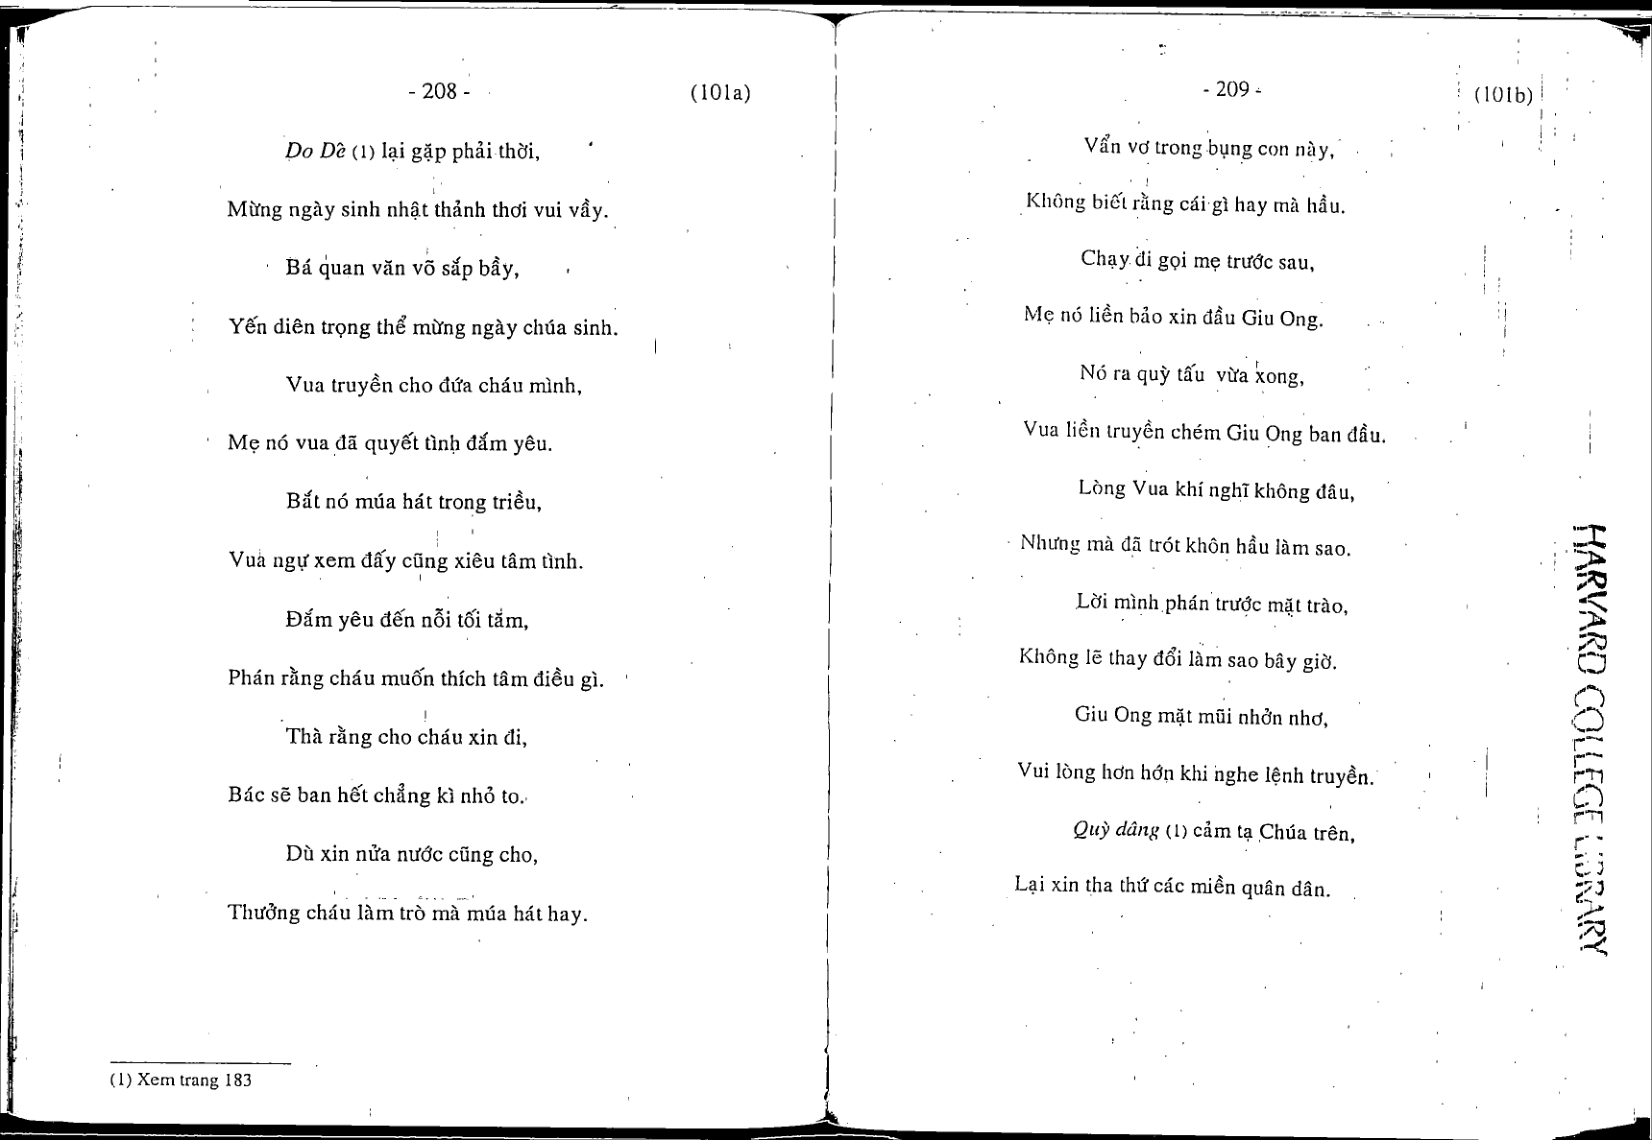 - 208 - (101a)
Do Dề (1) lại gặp phải thời,
Mừng ngày sinh nhật thảnh thơi vui vầy.
Bá quan văn võ sắp bầy,
Yến diên trọng thể mừng ngày chúa sinh.
Vua truyền cho đứa cháu mình,
Mẹ nó vua đã quyết tình đắm yêu.
Bắt nó múa hát trong triều,
Vua ngự xem đấy cũng xiêu tâm tình.
Đắm yêu đến nỗi tối tăm,
Phán rằng cháu muốn thích tâm điều gì.
Thà rằng cho cháu xin đi,
Bác sẽ ban hết chẳng kì nhỏ to.
Dù xin nửa nước cũng cho,
Thưởng cháu làm trò mà múa hát hay.
(1) Xem trang 183
- 209 - (101b)
Vẩn vơ trong bụng con này,
Không biết rằng cái gì hay mà hầu.
Chạy đi gọi mẹ trước sau,
Mẹ nó liền bảo xin đầu Giu Ong.
Nó ra quỳ tấu vừa xong,
Vua liền truyền chém Giu Ong ban đầu.
Lòng Vua khí nghĩ không đâu,
Nhưng mà đã trót khôn hầu làm sao.
Lời mình phán trước mặt trào,
Không lẽ thay đổi làm sao bây giờ.
Giu Ong mặt mũi nhởn nhơ,
Vui lòng hơn hớn khi nghe lệnh truyền.
Quỳ dâng (1) cảm tạ Chúa trên,
Lại xin tha thứ các miền quân dân.
HARVARD COLLEGE LIBRARY